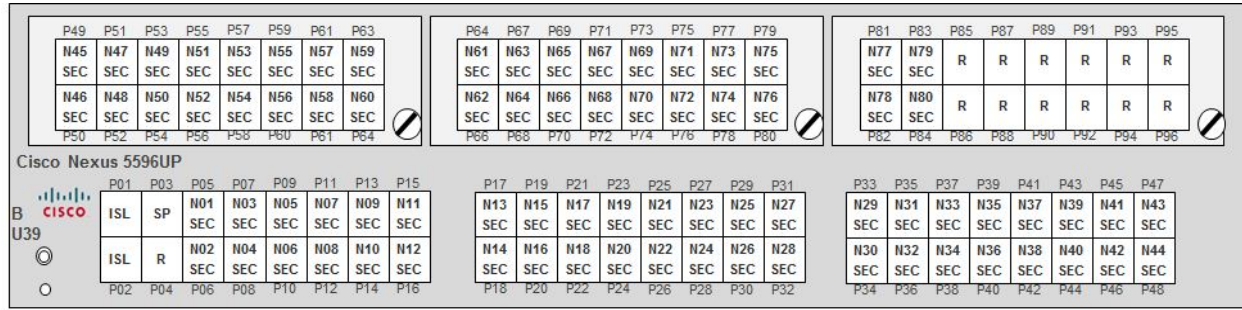 P49 P51 P53 P55 P57 P59 P61 P63
N45 SEC N47 SEC N49 SEC N51 SEC N53 SEC N55 SEC N57 SEC N59 SEC
N46 SEC N48 SEC N50 SEC N52 SEC N54 SEC N56 SEC N58 SEC N60 SEC
P50 P52 P54 P56 P58 P60 P61 P64
P64 P67 P69 P71 P73 P75 P77 P79
N61 SEC N63 SEC N65 SEC N67 SEC N69 SEC N71 SEC N73 SEC N75 SEC
N62 SEC N64 SEC N66 SEC N68 SEC N70 SEC N72 SEC N74 SEC N76 SEC
P66 P68 P70 P72 P74 P76 P78 P80
P81 P83 P85 P87 P89 P91 P93 P95
N77 SEC N79 SEC R R R R R R
N78 SEC N80 SEC R R R R R R
P82 P84 P86 P88 P90 P92 P94 P96
Cisco Nexus 5596UP
CISCO
B
U39
P01 P03 P05 P07 P09 P11 P13 P15
ISL SP N01 SEC N03 SEC N05 SEC N07 SEC N09 SEC N11 SEC
ISL R N02 SEC N04 SEC N06 SEC N08 SEC N10 SEC N12 SEC
P02 P04 P06 P08 P10 P12 P14 P16
P17 P19 P21 P23 P25 P27 P29 P31
N13 SEC N15 SEC N17 SEC N19 SEC N21 SEC N23 SEC N25 SEC N27 SEC
N14 SEC N16 SEC N18 SEC N20 SEC N22 SEC N24 SEC N26 SEC N28 SEC
P18 P20 P22 P24 P26 P28 P30 P32
P33 P35 P37 P39 P41 P43 P45 P47
N29 SEC N31 SEC N33 SEC N35 SEC N37 SEC N39 SEC N41 SEC N43 SEC
N30 SEC N32 SEC N34 SEC N36 SEC N38 SEC N40 SEC N42 SEC N44 SEC
P34 P36 P38 P40 P42 P44 P46 P48